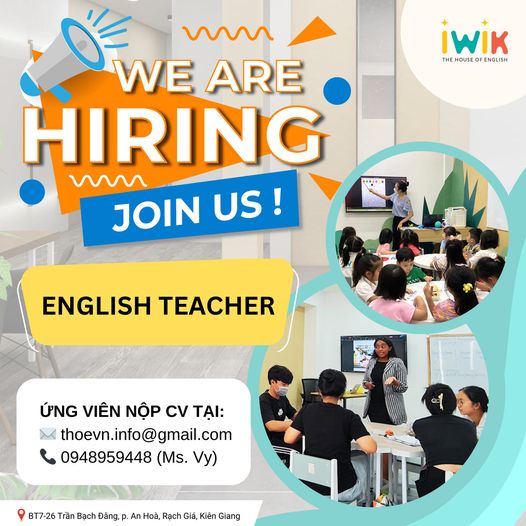 iWiK
THE HOUSE OF ENGLISH
WE ARE
HIRING
JOIN US !
ENGLISH TEACHER
ỨNG VIÊN NỘP CV TẠI:
thoevn.info@gmail.com
0948959448 (Ms. Vy)
BT7-26 Trần Bạch Đằng, p. An Hoà, Rạch Giá, Kiên Giang